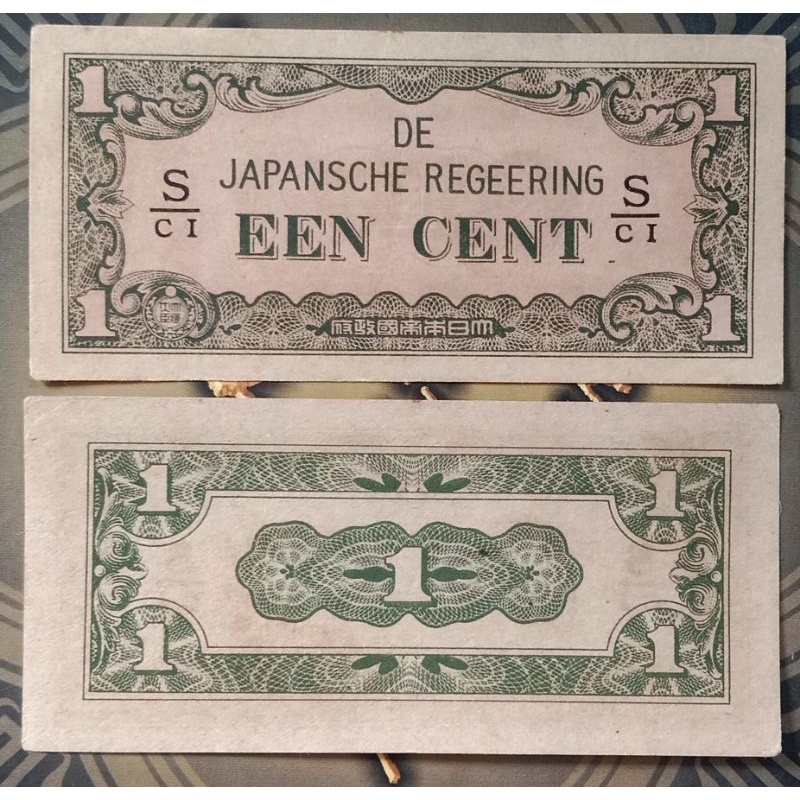 1 1
DE
JAPANSCHE REGEERING
S
CI
EEN CENT
S
CI
1 1
大日本帝國政府
1 1
1
1 1